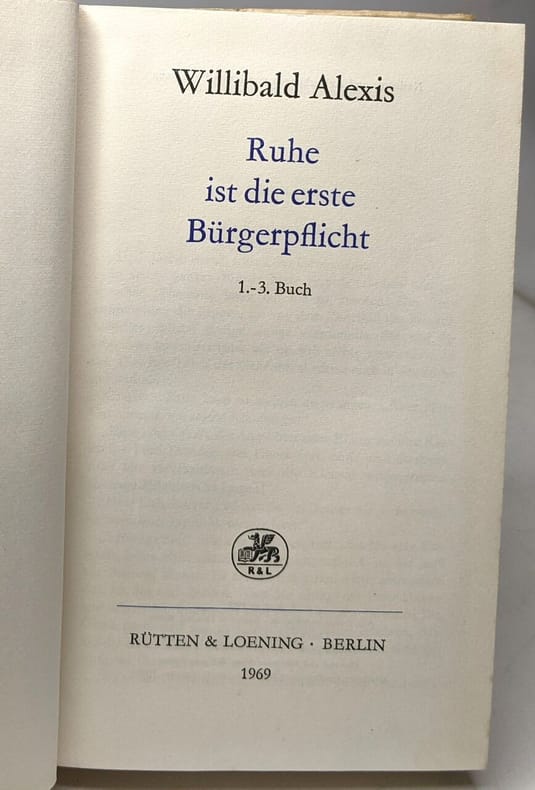 Willibald Alexis
Ruhe
ist die erste
Bürgerpflicht
1.-3. Buch
R & L
RÜTTEN & LOENING · BERLIN
1969